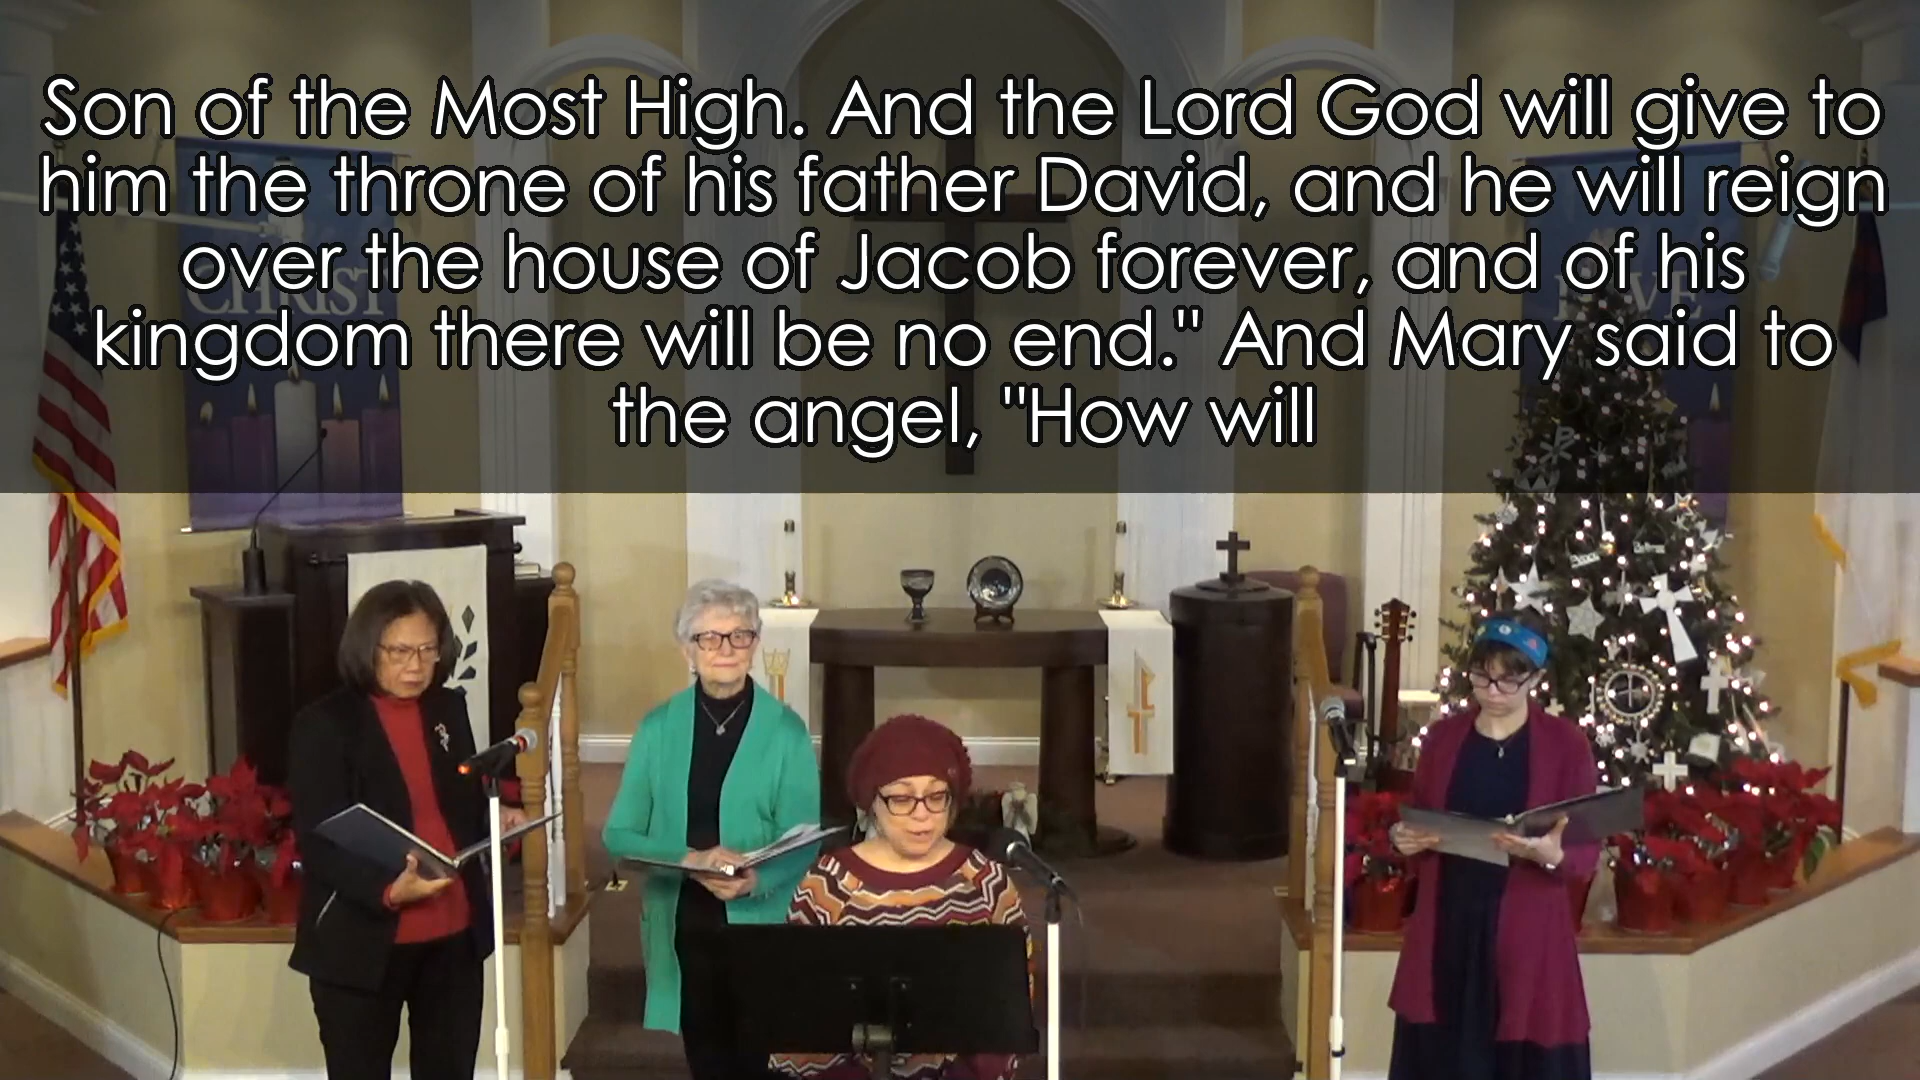 Son of the Most High. And the Lord God will give to
him the throne of his father David, and he will reign
over the house of Jacob forever, and of his
kingdom there will be no end." And Mary said to
the angel, "How will
CHRIST